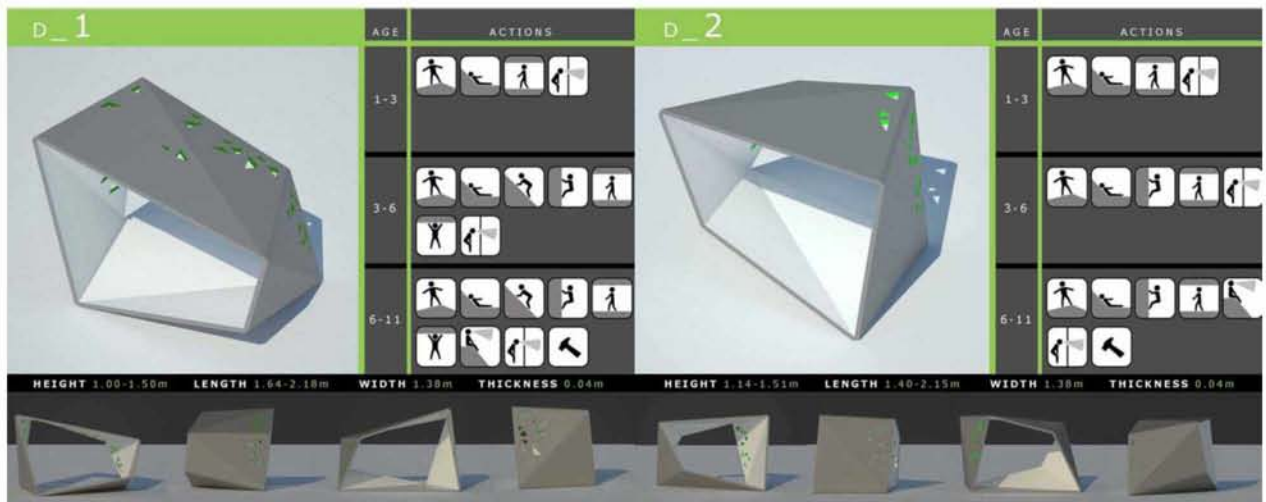 D_1
AGE
ACTIONS
1-3
3-6
6-11
HEIGHT 1.00-1.50m LENGTH 1.64-2.18m WIDTH 1.38m THICKNESS 0.04m
D_2
AGE
ACTIONS
1-3
3-6
6-11
HEIGHT 1.14-1.51m LENGTH 1.40-2.15m WIDTH 1.38m THICKNESS 0.04m